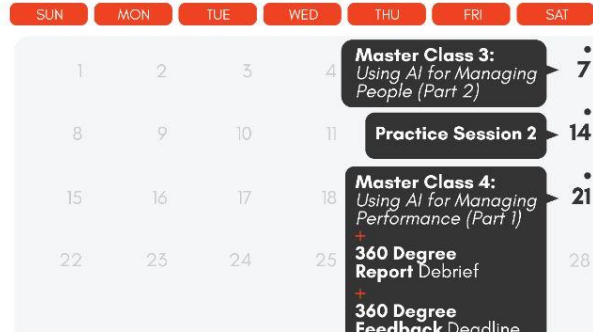 SUN MON TUE WED THU FRI SAT
1 2 3 4 Master Class 3: 7
Using AI for Managing
People (Part 2)
8 9 10 11 Practice Session 2 14
15 16 17 18 Master Class 4: 21
Using AI for Managing
Performance (Part 1)
+
360 Degree
Report Debrief
22 23 24 25 28
+
360 Degree
Feedback Deadline